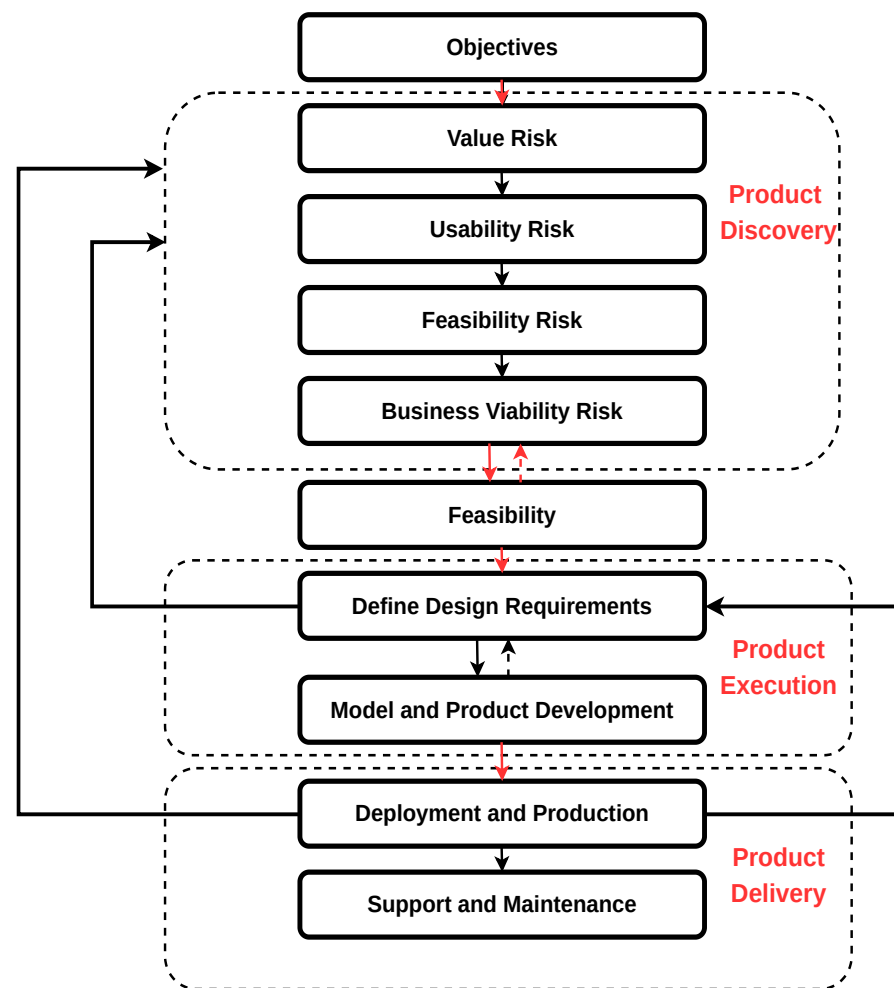 Objectives
Value Risk
Product
Discovery
Usability Risk
Feasibility Risk
Business Viability Risk
Feasibility
Define Design Requirements
Product
Execution
Model and Product Development
Deployment and Production
Product
Delivery
Support and Maintenance